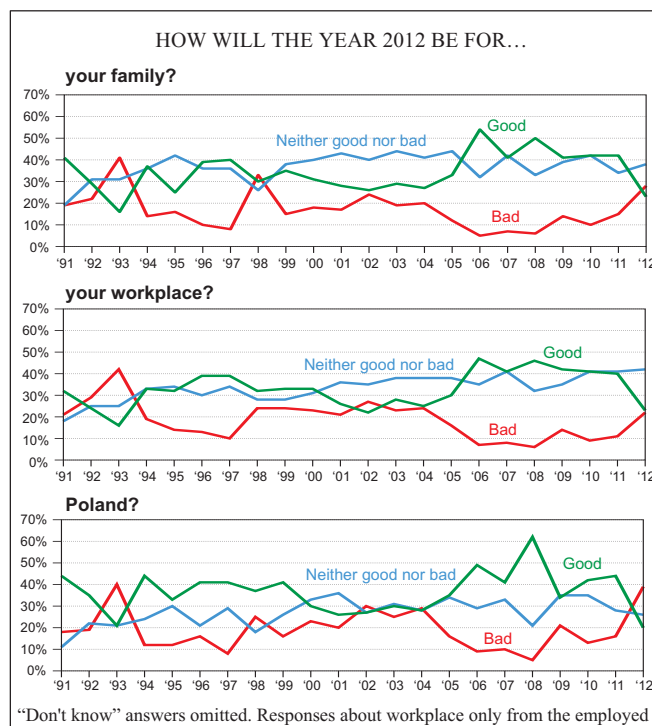 HOW WILL THE YEAR 2012 BE FOR…
your family?
70%
60%
50%
40%
30%
20%
10%
0%
Good
Neither good nor bad
Bad
‘91 ‘92 ‘93 ‘94 ‘95 ‘96 ‘97 ‘98 ‘99 ‘00 ‘01 ‘02 ‘03 ‘04 ‘05 ‘06 ‘07 ‘08 ‘09 ‘10 ‘11 ‘12
your workplace?
70%
60%
50%
40%
30%
20%
10%
0%
Neither good nor bad
Good
Bad
‘91 ‘92 ‘93 ‘94 ‘95 ‘96 ‘97 ‘98 ‘99 ‘00 ‘01 ‘02 ‘03 ‘04 ‘05 ‘06 ‘07 ‘08 ‘09 ‘10 ‘11 ‘12
Poland?
70%
60%
50%
40%
30%
20%
10%
0%
Neither good nor bad
Good
Bad
‘91 ‘92 ‘93 ‘94 ‘95 ‘96 ‘97 ‘98 ‘99 ‘00 ‘01 ‘02 ‘03 ‘04 ‘05 ‘06 ‘07 ‘08 ‘09 ‘10 ‘11 ‘12
“Don't know” answers omitted. Responses about workplace only from the employed